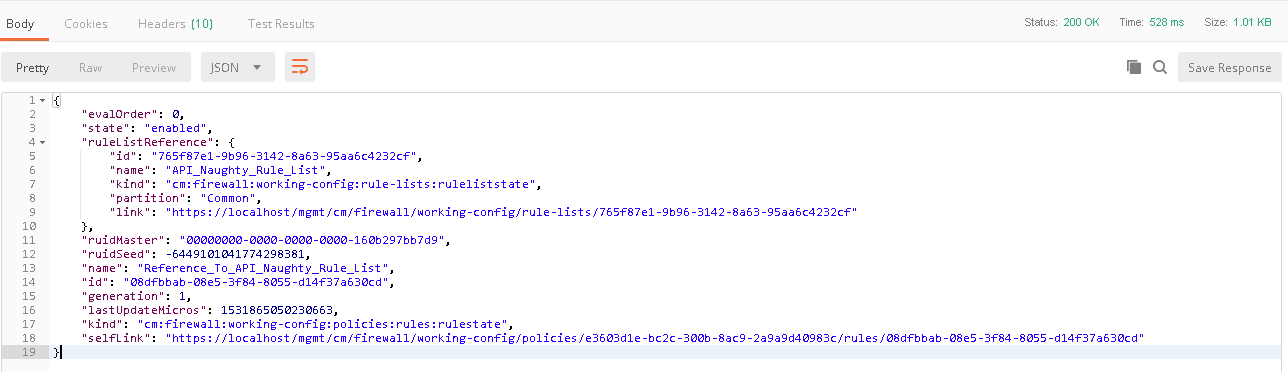 Body Cookies Headers (10) Test Results Status: 200 OK Time: 528 ms Size: 1.01 KB
Pretty Raw Preview JSON Save Response
1 {
2 "evalOrder": 0,
3 "state": "enabled",
4 "ruleListReference": {
5 "id": "765f87e1-9b96-3142-8a63-95aa6c4232cf",
6 "name": "API_Naughty_Rule_List",
7 "kind": "cm:firewall:working-config:rule-lists:ruleliststate",
8 "partition": "Common",
9 "link": "https://localhost/mgmt/cm/firewall/working-config/rule-lists/765f87e1-9b96-3142-8a63-95aa6c4232cf"
10 },
11 "ruidMaster": "00000000-0000-0000-0000-160b297bb7d9",
12 "ruidSeed": -6449101041774298381,
13 "name": "Reference_To_API_Naughty_Rule_List",
14 "id": "08dfbbab-08e5-3f84-8055-d14f37a630cd",
15 "generation": 1,
16 "lastUpdateMicros": 1531865050230663,
17 "kind": "cm:firewall:working-config:policies:rules:rulestate",
18 "selfLink": "https://localhost/mgmt/cm/firewall/working-config/policies/e3603d1e-bc2c-300b-8ac9-2a9a9d40983c/rules/08dfbbab-08e5-3f84-8055-d14f37a630cd"
19 }